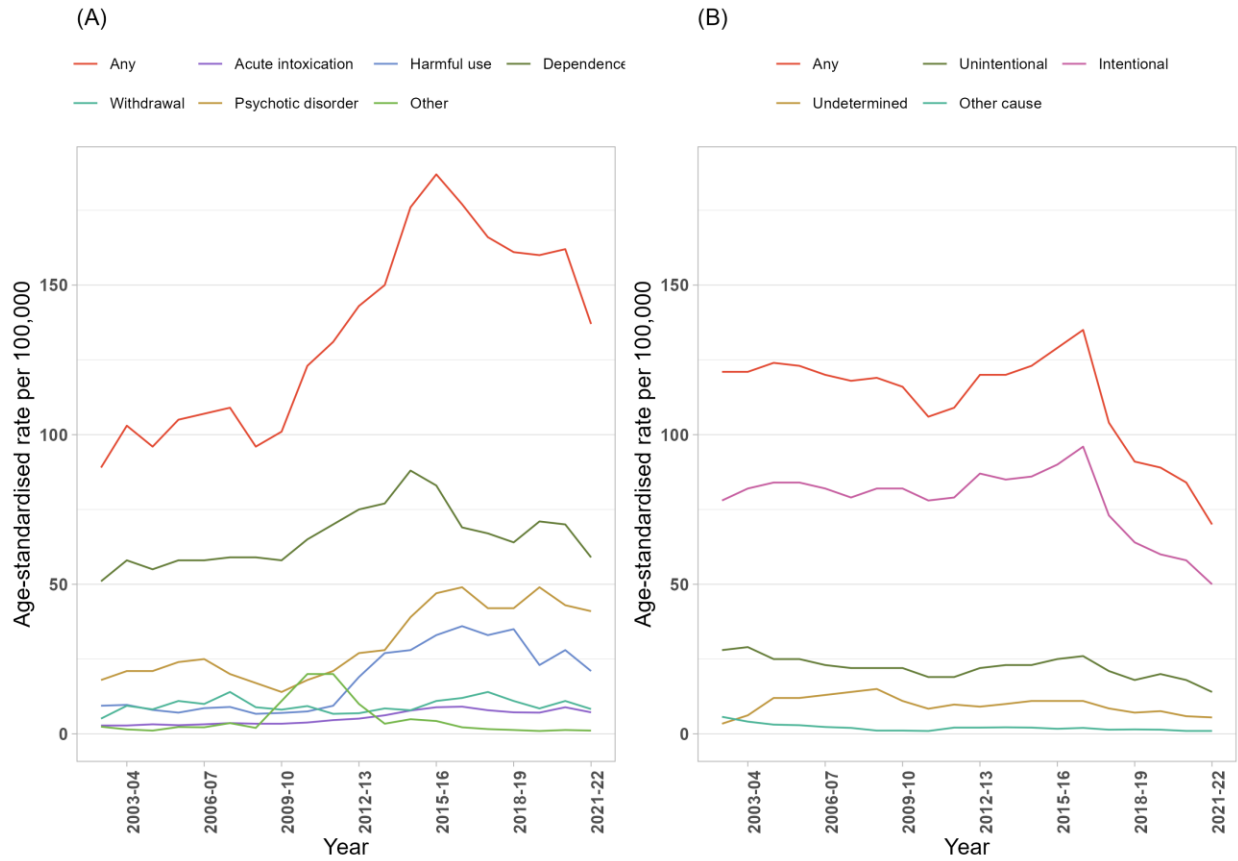 (A)
Any Acute intoxication Harmful use Dependence
Withdrawal Psychotic disorder Other
Age-standardised rate per 100,000
150
100
50
0
2003-04 2006-07 2009-10 2012-13 2015-16 2018-19 2021-22
Year
(B)
Any Unintentional Intentional
Undetermined Other cause
Age-standardised rate per 100,000
150
100
50
0
2003-04 2006-07 2009-10 2012-13 2015-16 2018-19 2021-22
Year